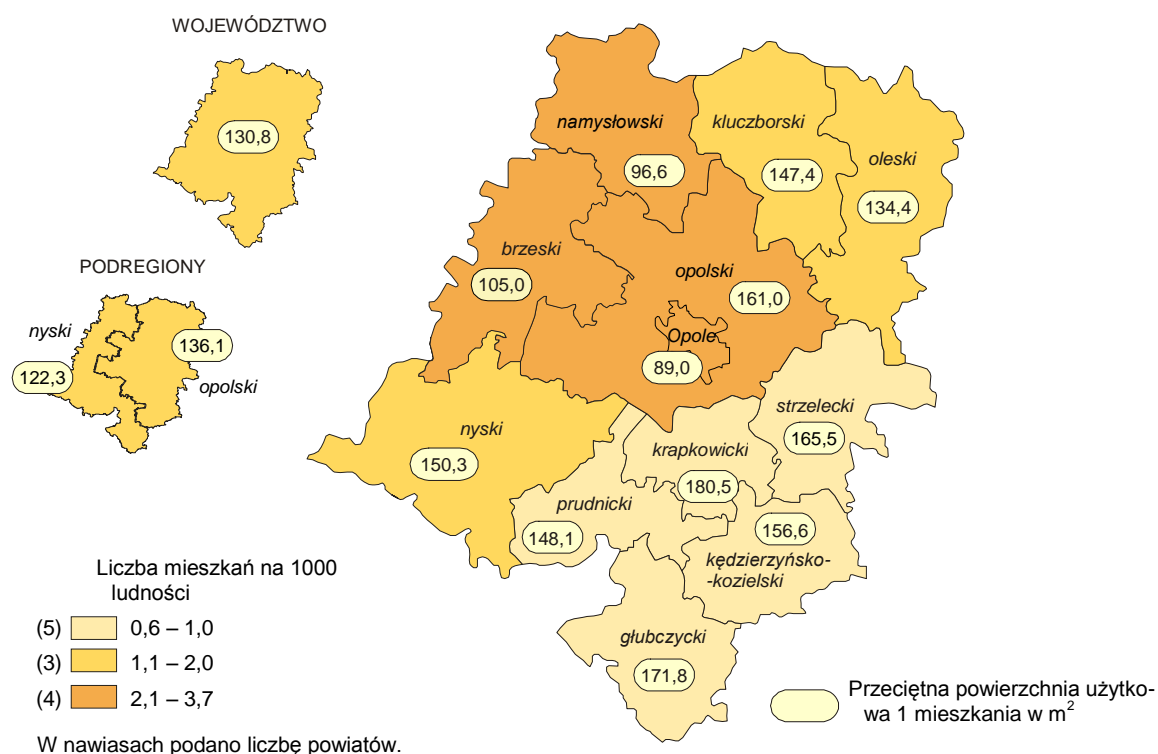 WOJEWÓDZTWO
130,8
PODREGIONY
nyski
136,1
122,3
opolski
namysłowski
96,6
kluczborski
147,4
oleski
134,4
brzeski
105,0
opolski
161,0
Opole
89,0
strzelecki
165,5
nyski
150,3
krapkowicki
180,5
prudnicki
148,1
156,6
kędzierzyńsko-
-kozielski
głubczycki
171,8
Liczba mieszkań na 1000
ludności
(5) 0,6 – 1,0
(3) 1,1 – 2,0
(4) 2,1 – 3,7
W nawiasach podano liczbę powiatów.
Przeciętna powierzchnia użytko-
wa 1 mieszkania w m²